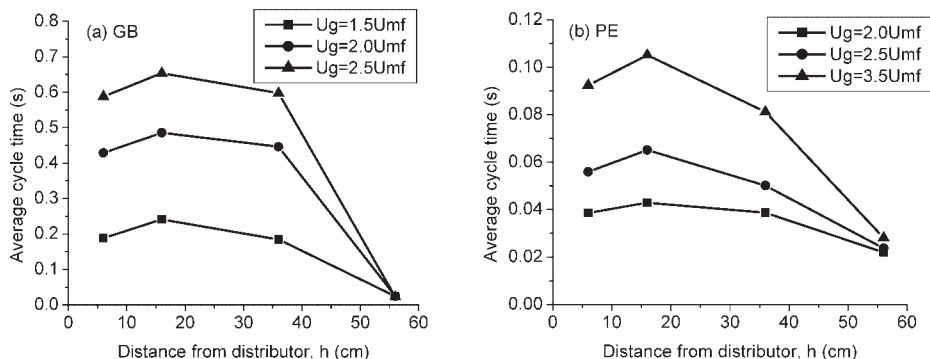 (a) GB
Ug=1.5Umf
Ug=2.0Umf
Ug=2.5Umf
Average cycle time (s)
0.8
0.7
0.6
0.5
0.4
0.3
0.2
0.1
0.0
0 10 20 30 40 50 60
Distance from distributor, h (cm)
(b) PE
Ug=2.0Umf
Ug=2.5Umf
Ug=3.5Umf
Average cycle time (s)
0.12
0.10
0.08
0.06
0.04
0.02
0.00
0 10 20 30 40 50 60
Distance from distributor, h (cm)